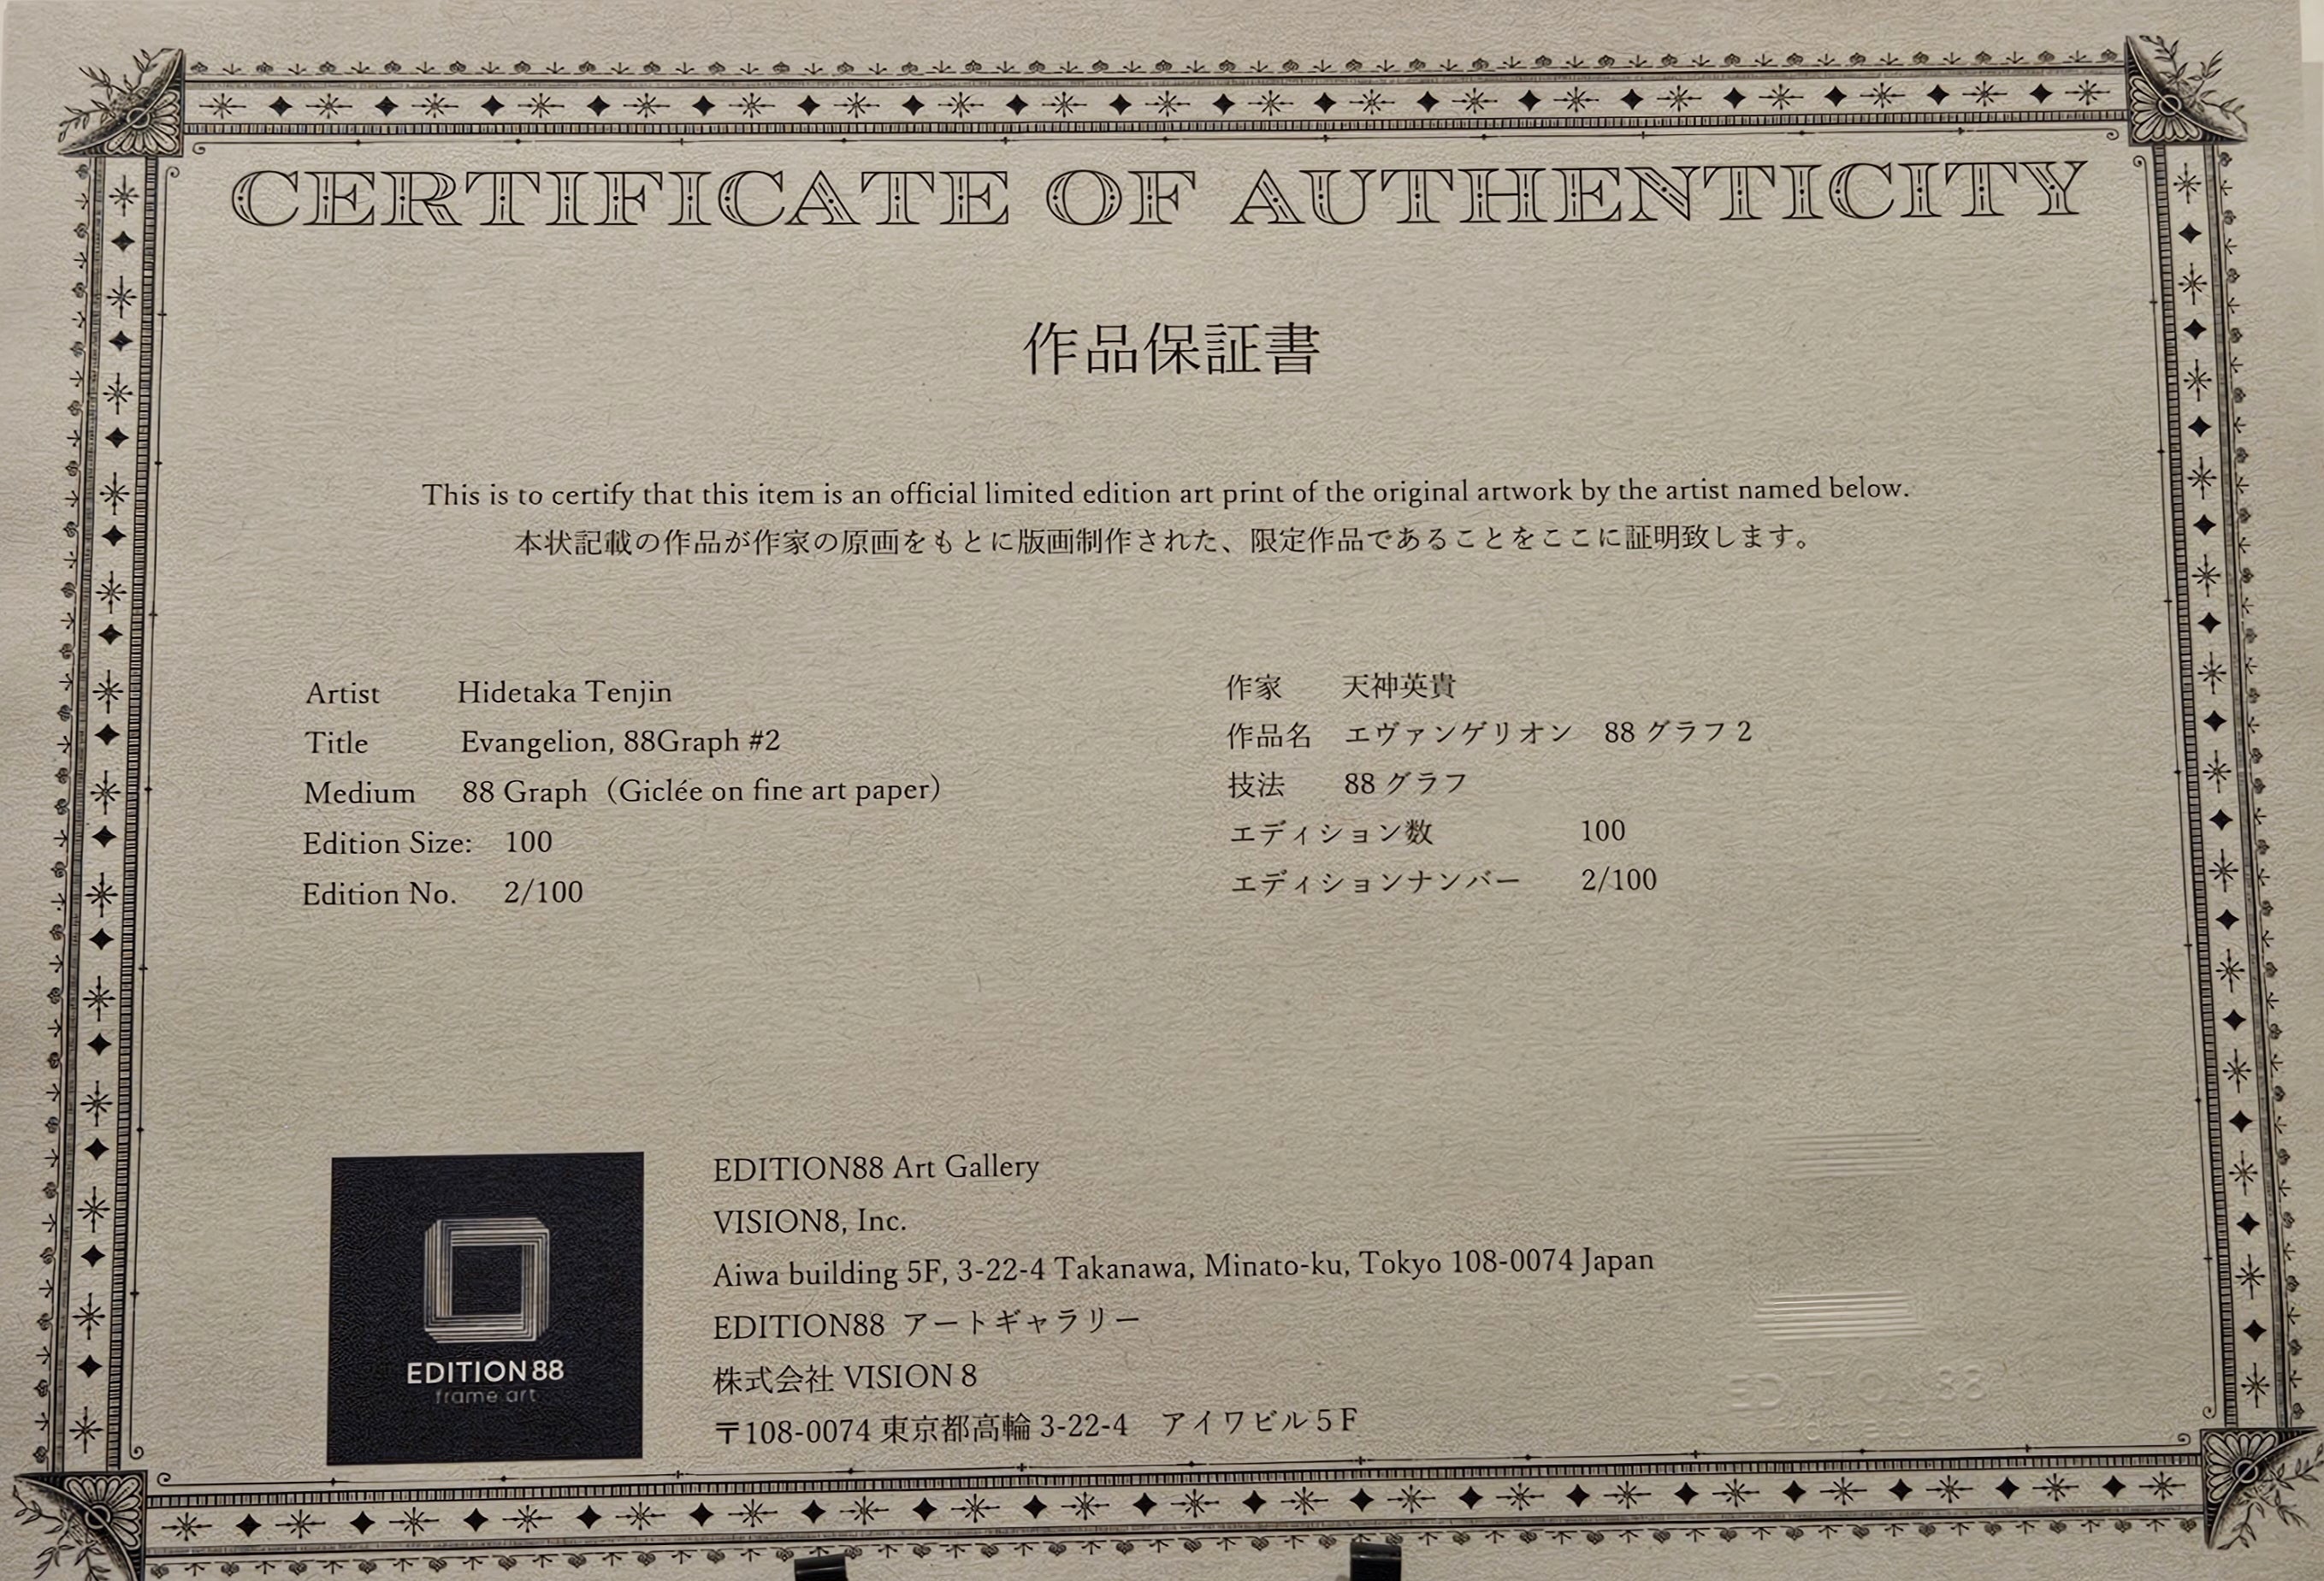 CERTIFICATE OF AUTHENTICITY
作品保証書
This is to certify that this item is an official limited edition art print of the original artwork by the artist named below.
本状記載の作品が作家の原画をもとに版画制作された、限定作品であることをここに証明致します。
Artist Hidetaka Tenjin
Title Evangelion, 88Graph #2
Medium 88 Graph（Giclée on fine art paper）
Edition Size: 100
Edition No. 2/100
作家 天神英貴
作品名 エヴァンゲリオン 88 グラフ 2
技法 88 グラフ
エディション数 100
エディションナンバー 2/100
EDITION 88
frame art
EDITION88 Art Gallery
VISION8, Inc.
Aiwa building 5F, 3-22-4 Takanawa, Minato-ku, Tokyo 108-0074 Japan
EDITION88 アートギャラリー
株式会社 VISION 8
〒108-0074 東京都高輪 3-22-4 アイワビル 5 F
EDITION 88